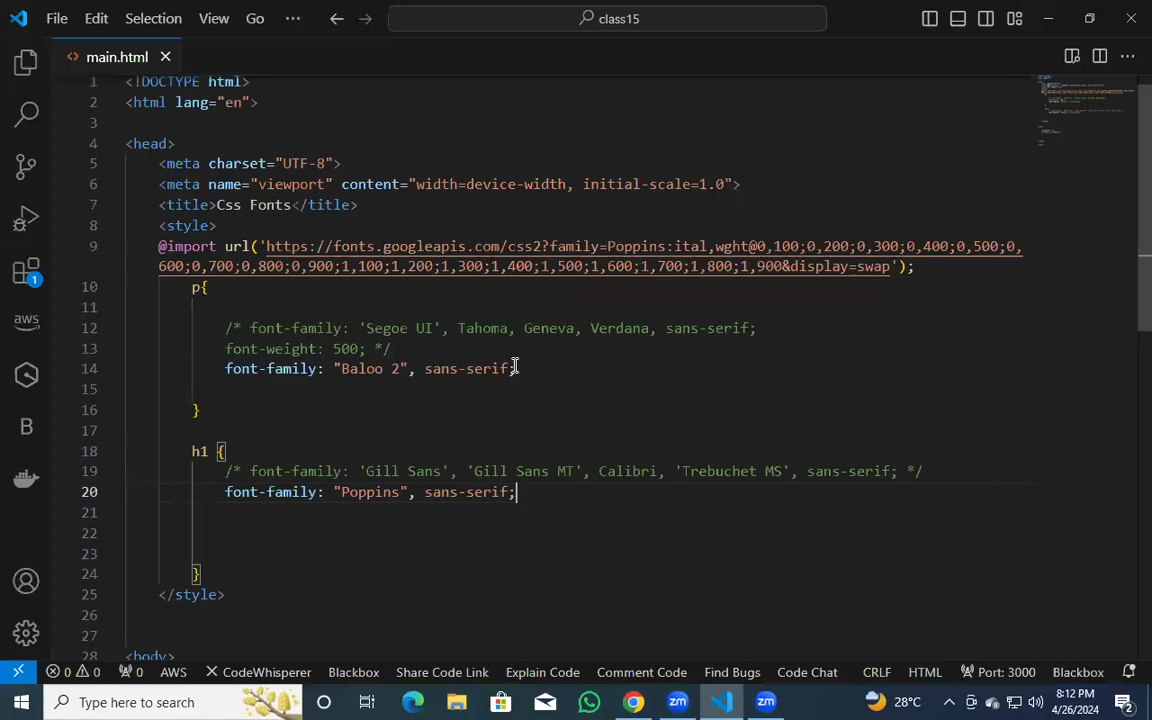 File Edit Selection View Go ··· class15
main.html
1 <!DOCTYPE html>
2 <html lang="en">
3
4 <head>
5 <meta charset="UTF-8">
6 <meta name="viewport" content="width=device-width, initial-scale=1.0">
7 <title>Css Fonts</title>
8 <style>
9 @import url('https://fonts.googleapis.com/css2?family=Poppins:ital,wght@0,100;0,200;0,300;0,400;0,500;0,
600;0,700;0,800;0,900;1,100;1,200;1,300;1,400;1,500;1,600;1,700;1,800;1,900&display=swap');
10 p{
11
12 /* font-family: 'Segoe UI', Tahoma, Geneva, Verdana, sans-serif;
13 font-weight: 500; */
14 font-family: "Baloo 2", sans-serif;
15
16 }
17
18 h1 {
19 /* font-family: 'Gill Sans', 'Gill Sans MT', Calibri, 'Trebuchet MS', sans-serif; */
20 font-family: "Poppins", sans-serif;
21
22
23
24 }
25 </style>
26
27
28 <body>
1
aws
B
0 0 0 AWS CodeWhisperer Blackbox Share Code Link Explain Code Comment Code Find Bugs Code Chat CRLF HTML Port: 3000 Blackbox
Type here to search zm zm 28°C 8:12 PM
4/26/2024 2